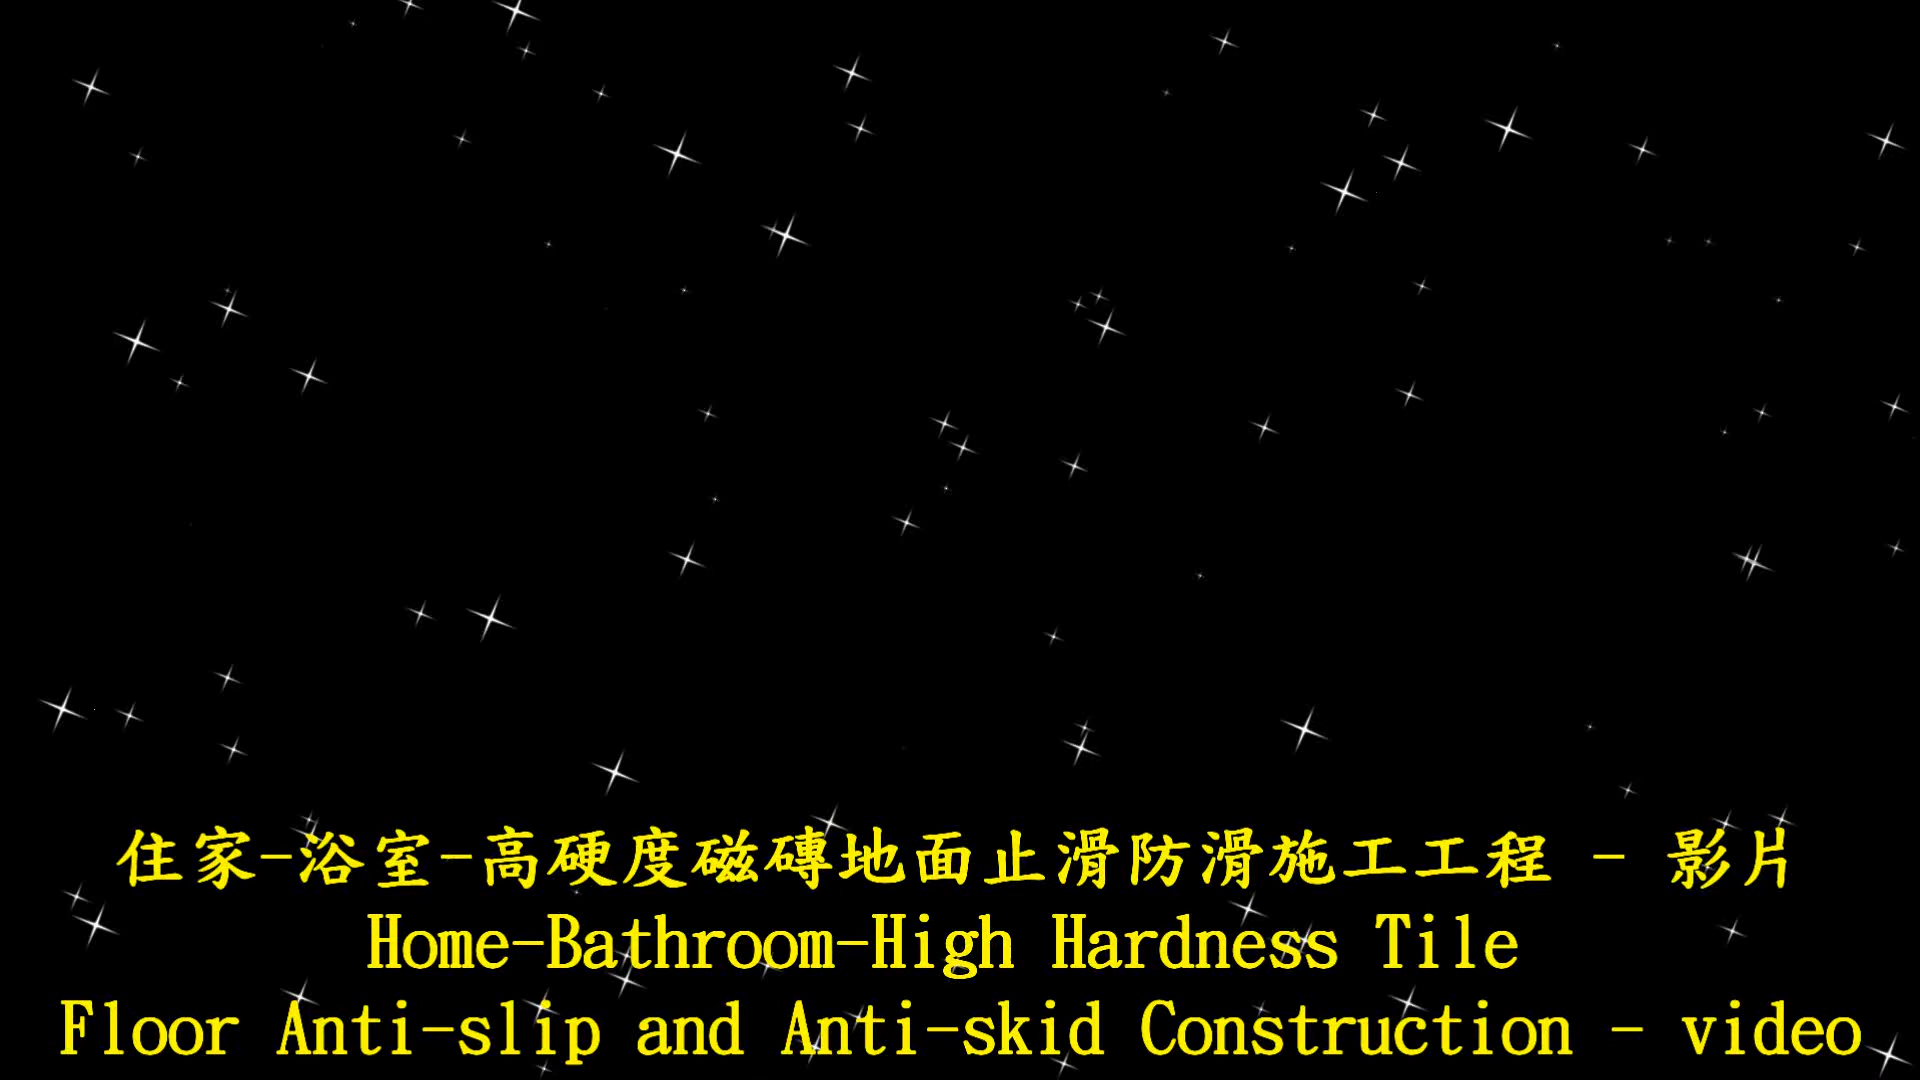 住家-浴室-高硬度磁磚地面止滑防滑施工工程 - 影片
Home-Bathroom-High Hardness Tile
Floor Anti-slip and Anti-skid Construction - video